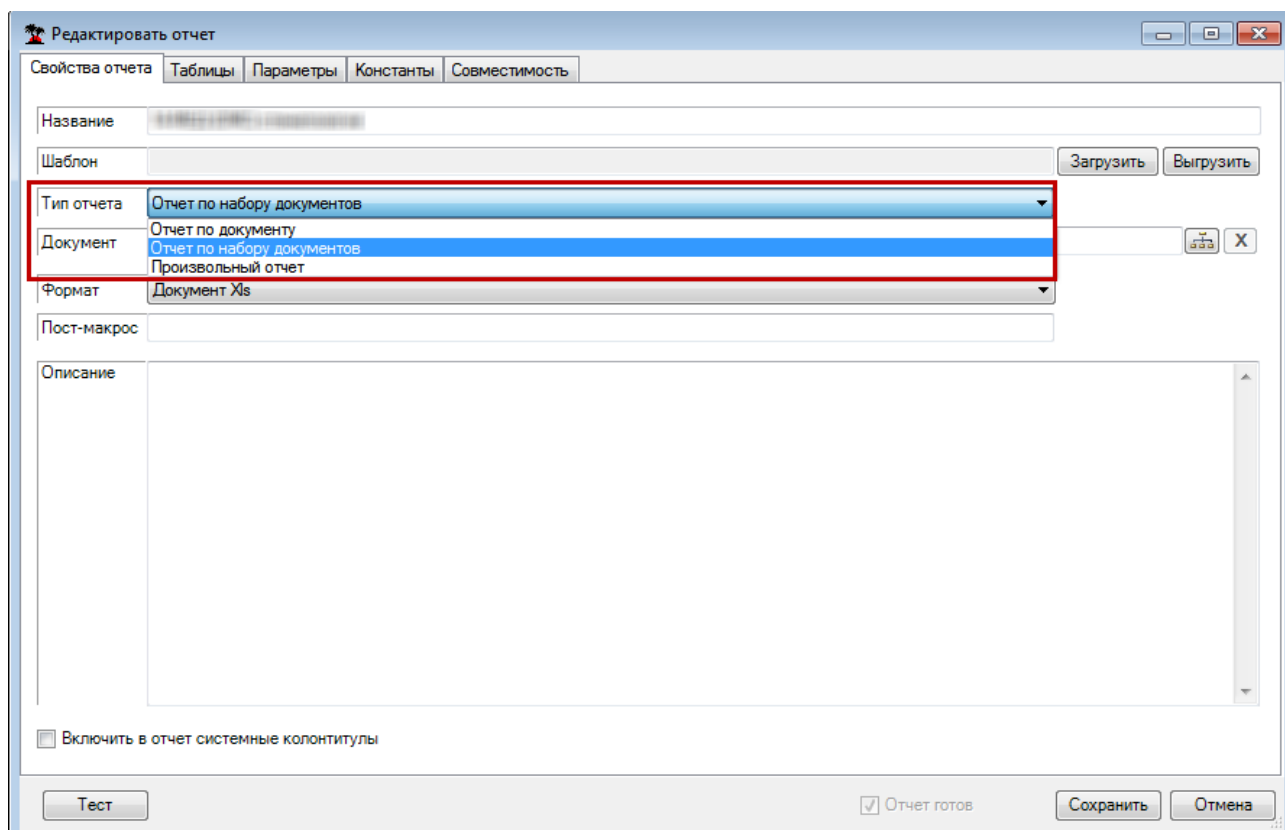 Редактировать отчет
Свойства отчета Таблицы Параметры Константы Совместимость
Название
Шаблон Загрузить Выгрузить
Тип отчета Отчет по набору документов
Отчет по документу
Документ Отчет по набору документов X
Произвольный отчет
Формат Документ Xls
Пост-макрос
Описание
Включить в отчет системные колонтитулы
Тест Отчет готов Сохранить Отмена